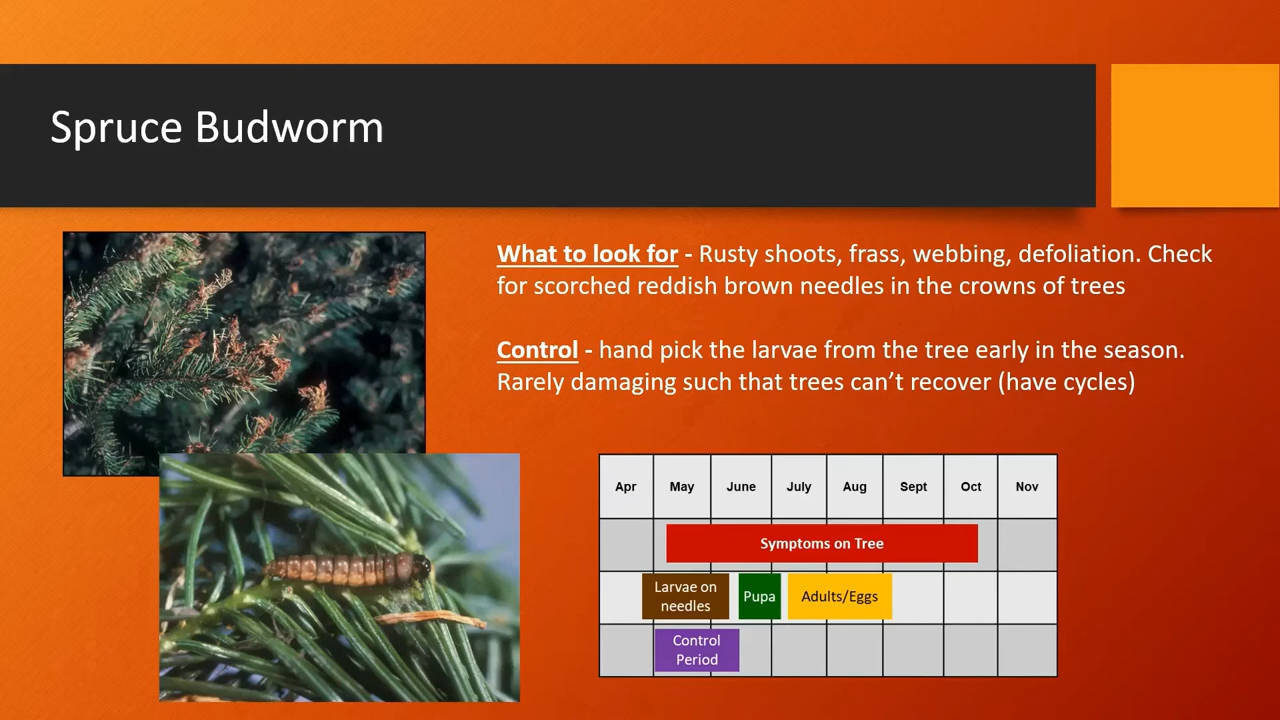 Spruce Budworm
What to look for - Rusty shoots, frass, webbing, defoliation. Check
for scorched reddish brown needles in the crowns of trees
Control - hand pick the larvae from the tree early in the season.
Rarely damaging such that trees can’t recover (have cycles)
Apr May June July Aug Sept Oct Nov
Symptoms on Tree
Larvae on
needles
Pupa
Adults/Eggs
Control
Period